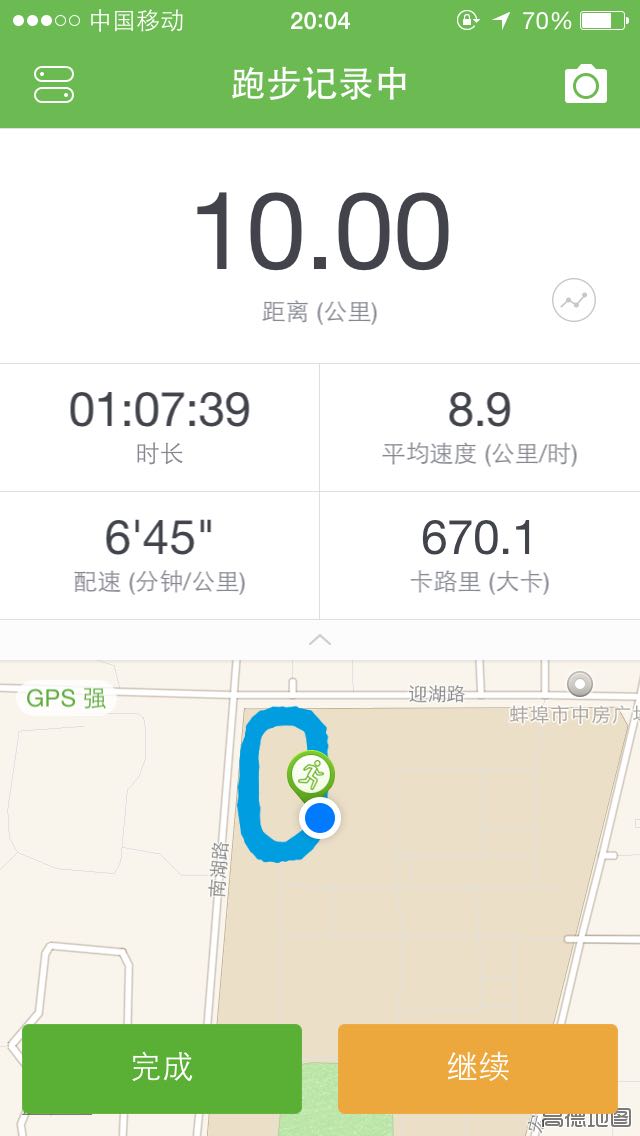 中国移动 20:04 70%
跑步记录中
10.00
距离 (公里)
01:07:39
时长
8.9
平均速度 (公里/时)
6'45"
配速 (分钟/公里)
670.1
卡路里 (大卡)
GPS 强
迎湖路
蚌埠市中房广场
南湖路
完成
继续
高德地图